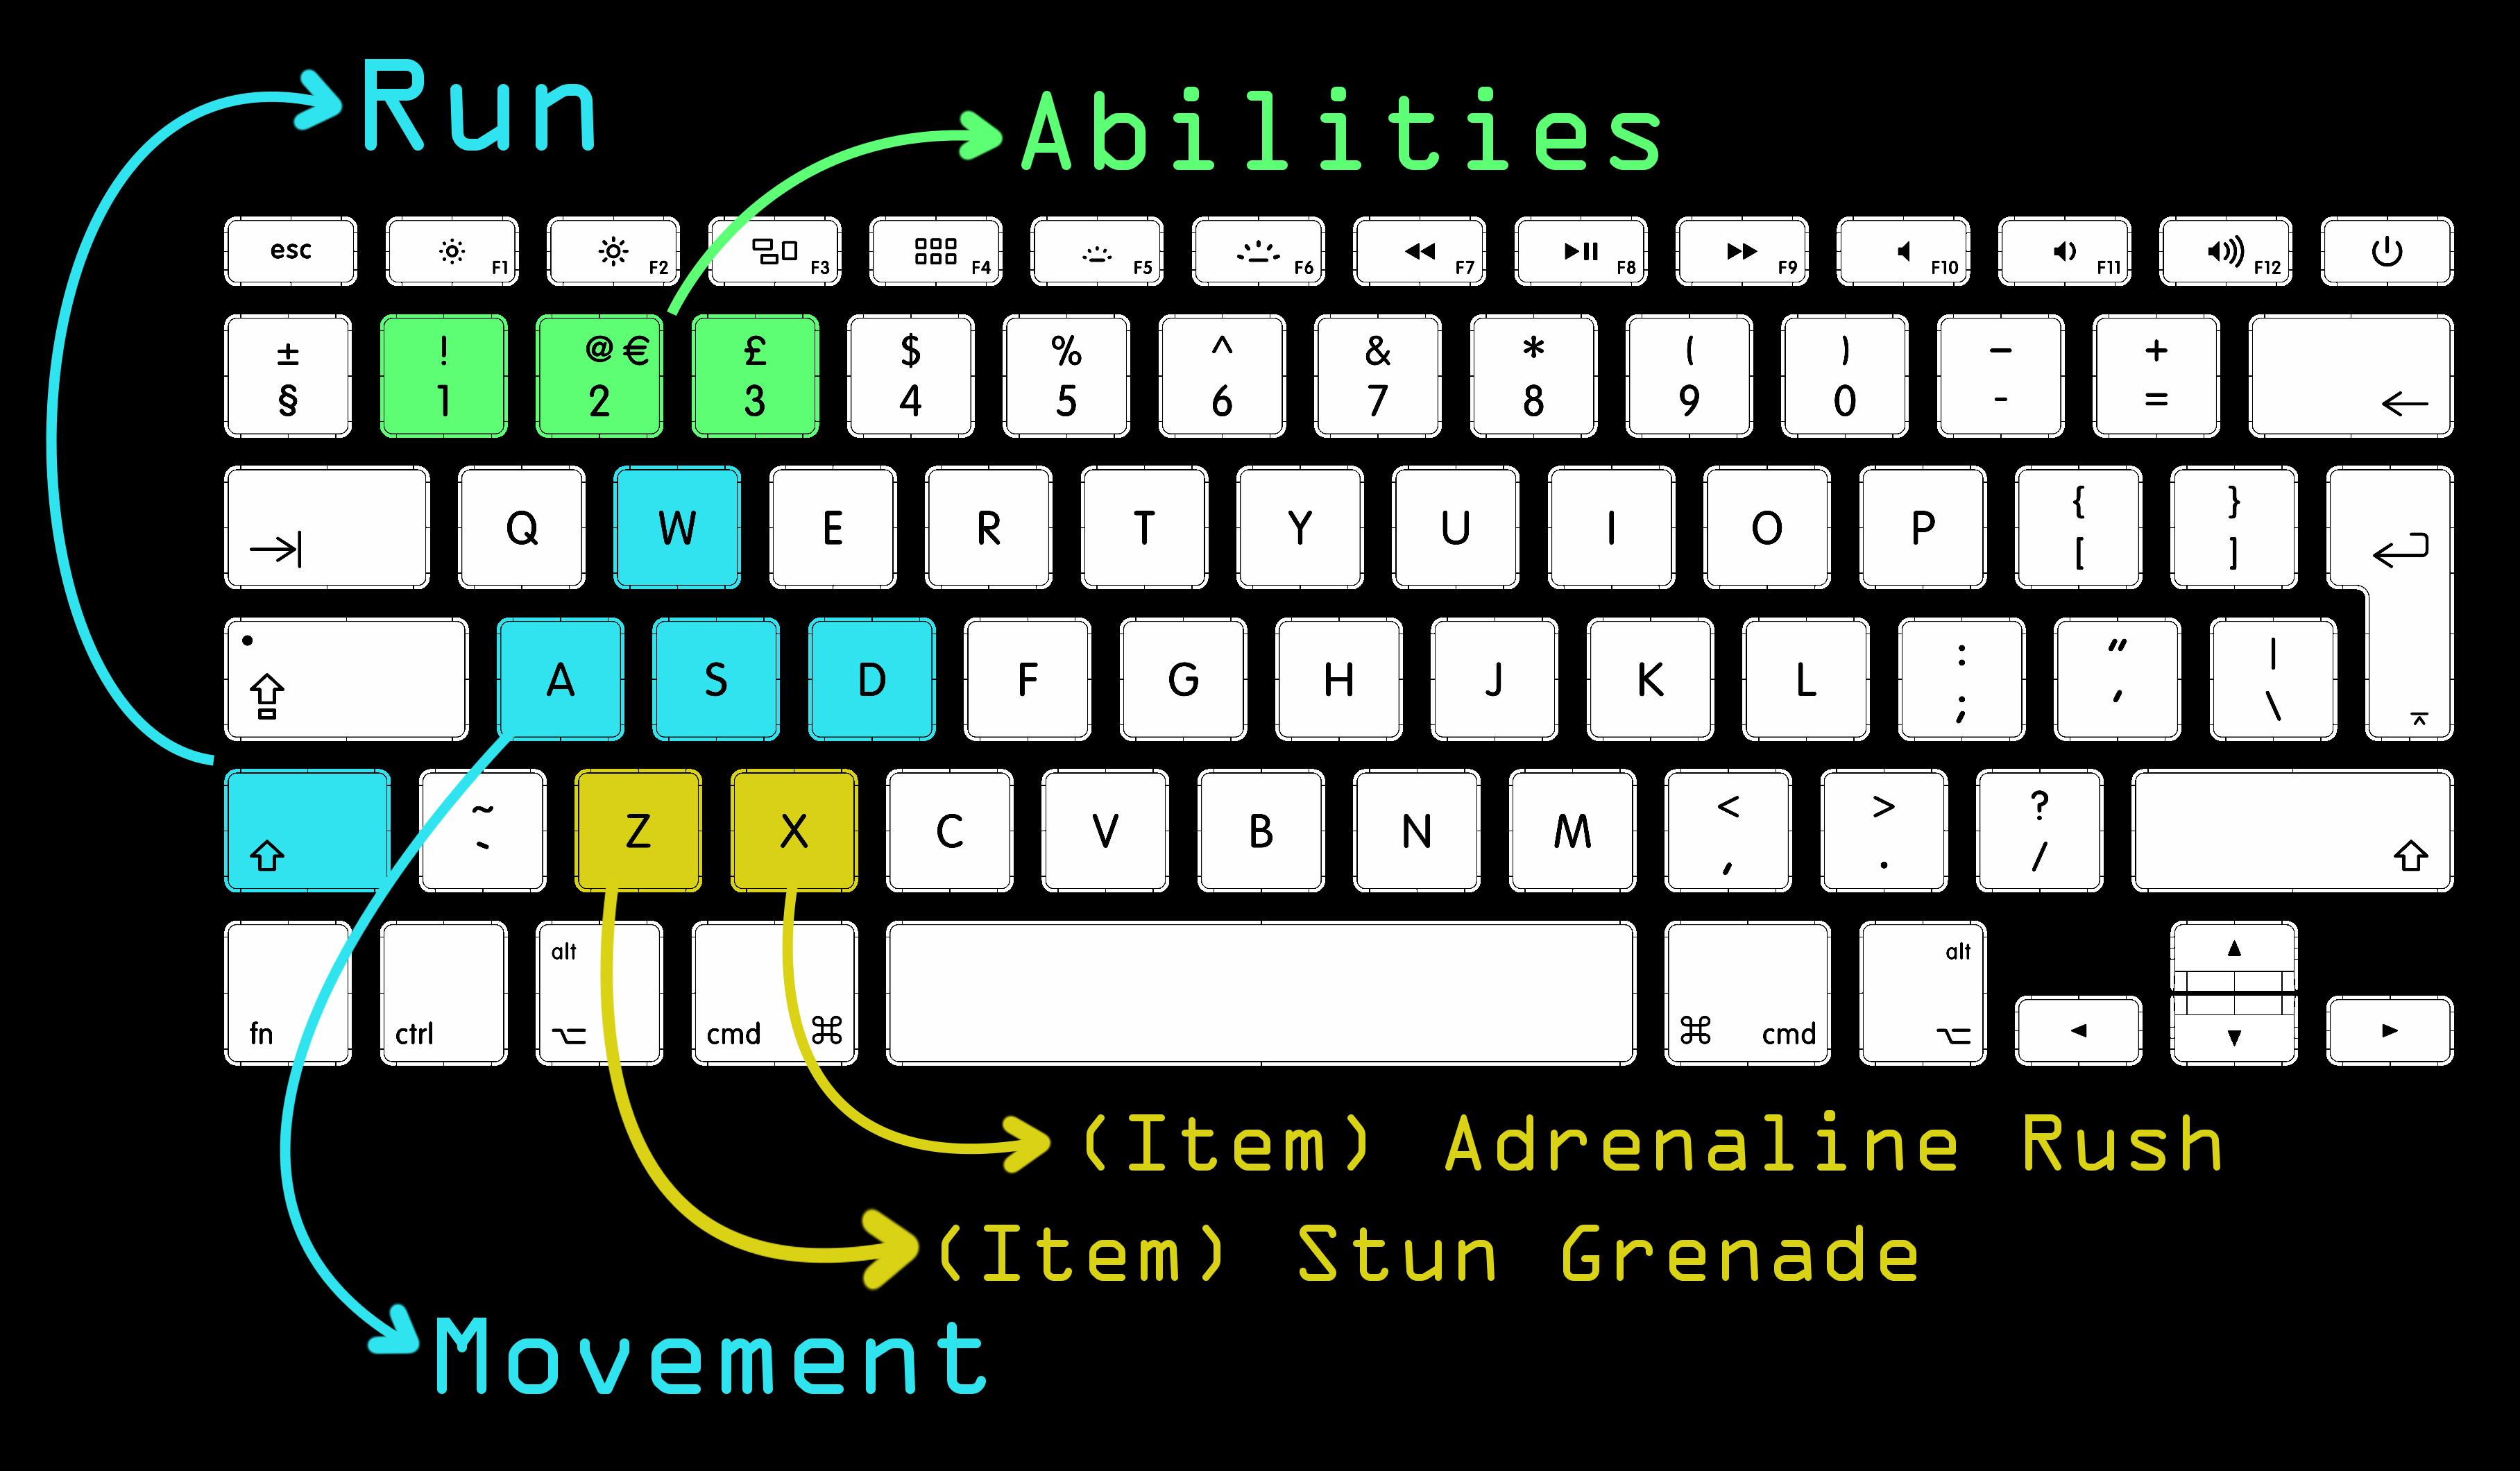 Run
Abilities
esc F1 F2 F3 F4 F5 F6 F7 F8 F9 F10 F11 F12
± ! @ € £ $ % ^ & * ( ) — +
§ 1 2 3 4 5 6 7 8 9 0 - =
Q W E R T Y U I O P { [ } ]
A S D F G H J K L : ; " ' | \
~ ` Z X C V B N M < , > . ? /
alt alt
fn ctrl cmd ⌘ ⌘ cmd
(Item) Adrenaline Rush
(Item) Stun Grenade
Movement